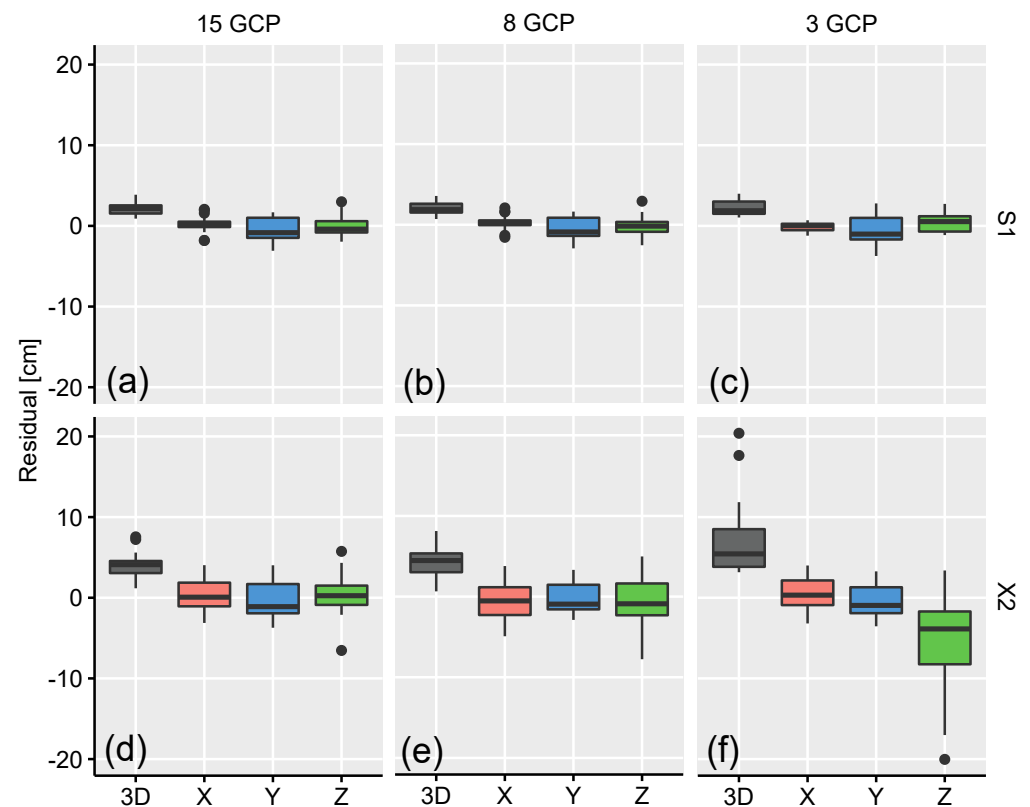 15 GCP 8 GCP 3 GCP
20
10
0
-10
-20
(a) (b) (c)
S1
Residual [cm]
20
10
0
-10
-20
(d) (e) (f)
X2
3D X Y Z 3D X Y Z 3D X Y Z